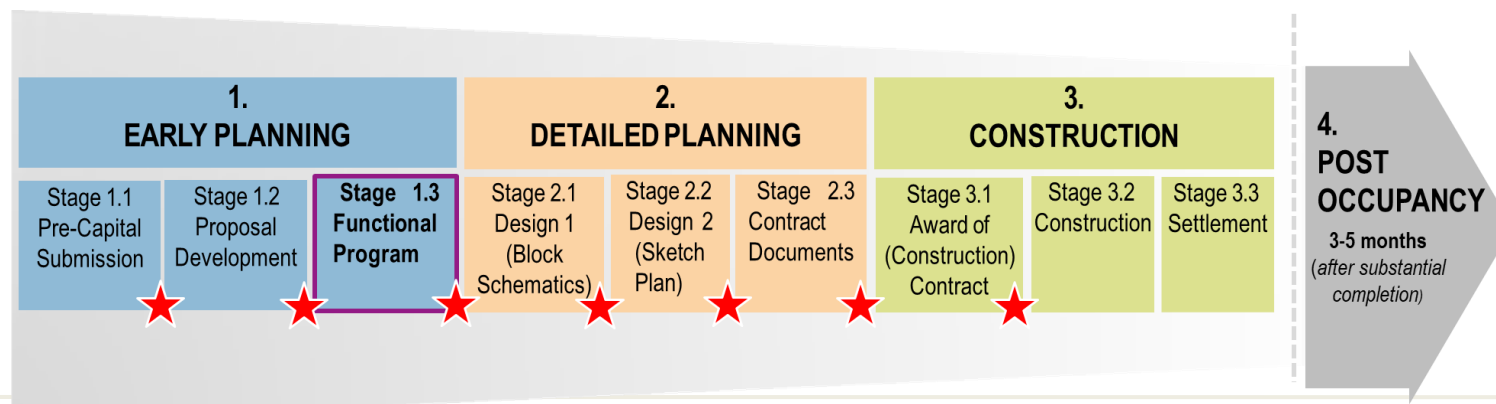 1.
EARLY PLANNING
Stage 1.1
Pre-Capital
Submission
Stage 1.2
Proposal
Development
Stage 1.3
Functional
Program
2.
DETAILED PLANNING
Stage 2.1
Design 1
(Block
Schematics)
Stage 2.2
Design 2
(Sketch
Plan)
Stage 2.3
Contract
Documents
3.
CONSTRUCTION
Stage 3.1
Award of
(Construction)
Contract
Stage 3.2
Construction
Stage 3.3
Settlement
4.
POST
OCCUPANCY
3-5 months
(after substantial
completion)